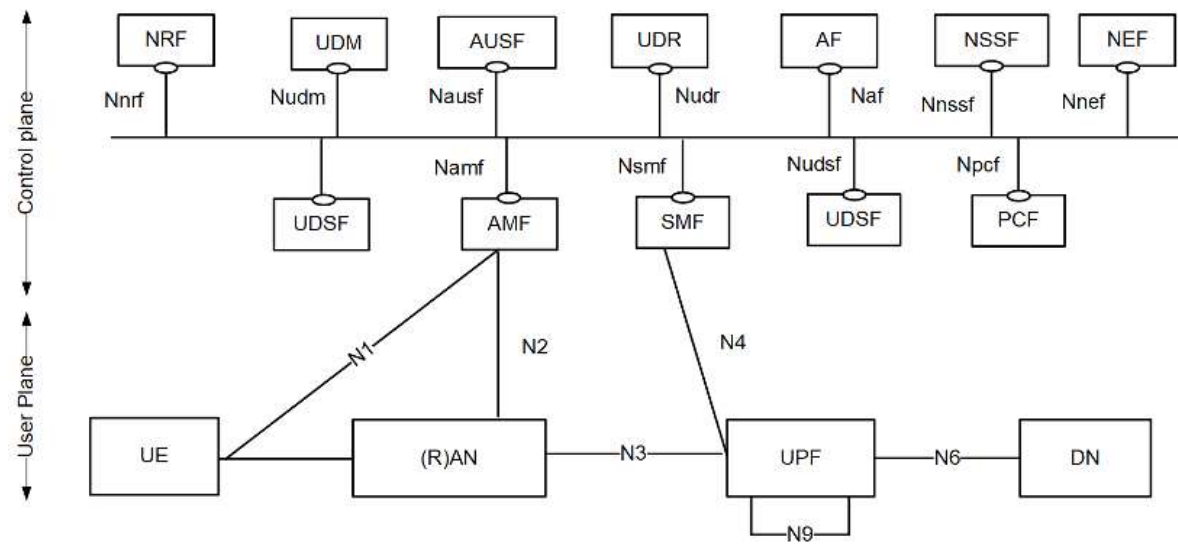 NRF
UDM
AUSF
UDR
AF
NSSF
NEF
Nnrf
Nudm
Nausf
Nudr
Naf
Nnssf
Nnef
Control plane
Namf
Nsmf
Nudsf
Npcf
UDSF
AMF
SMF
UDSF
PCF
User Plane
N1
N2
N4
UE
(R)AN
N3
UPF
N6
DN
N9